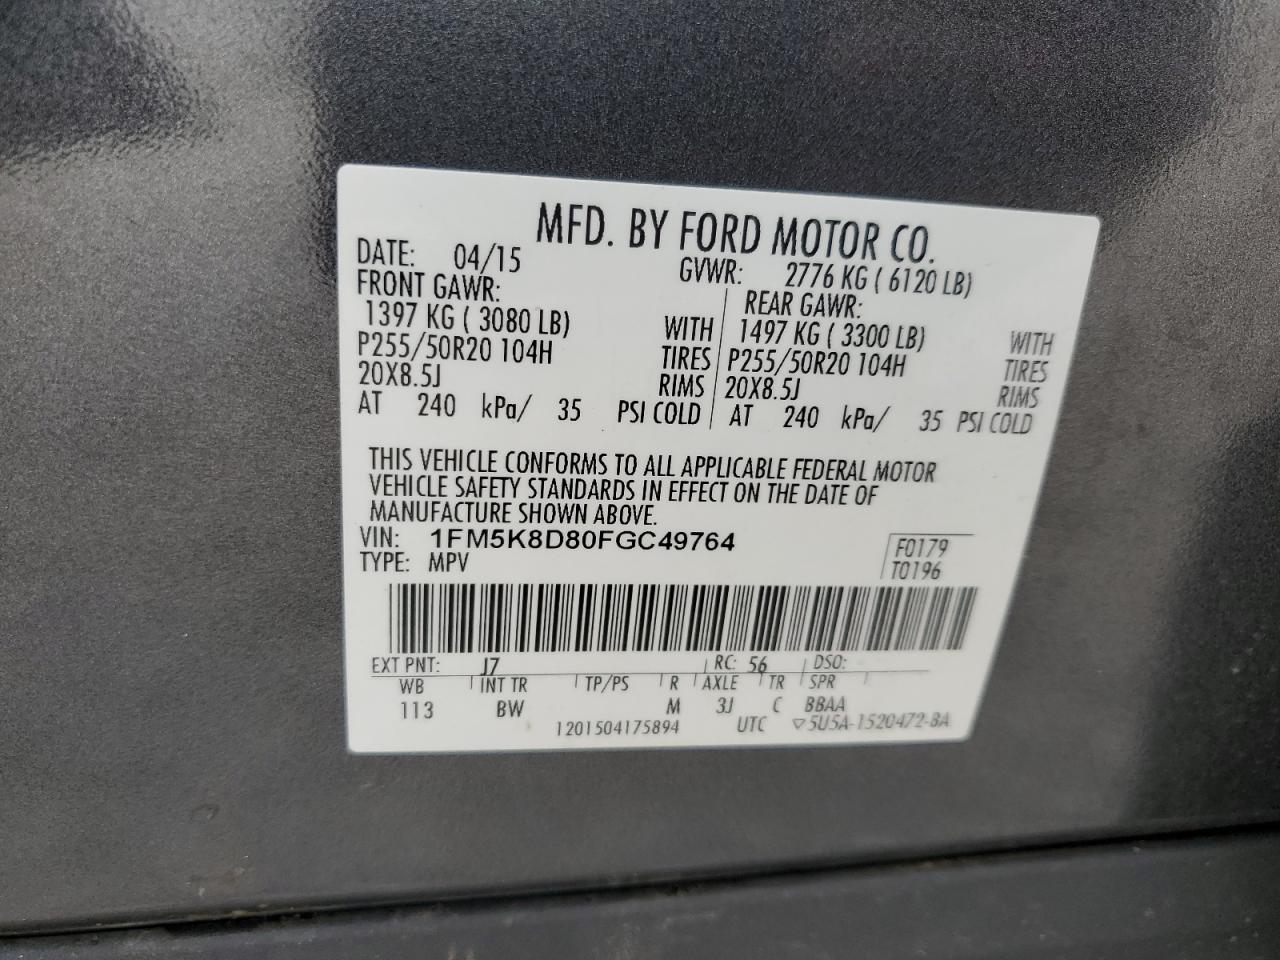 MFD. BY FORD MOTOR CO.
DATE: 04/15 GVWR: 2776 KG ( 6120 LB)
FRONT GAWR: REAR GAWR:
1397 KG ( 3080 LB) WITH 1497 KG ( 3300 LB) WITH
P255/50R20 104H TIRES P255/50R20 104H TIRES
20X8.5J RIMS 20X8.5J RIMS
AT 240 kPa/ 35 PSI COLD AT 240 kPa/ 35 PSI COLD
THIS VEHICLE CONFORMS TO ALL APPLICABLE FEDERAL MOTOR
VEHICLE SAFETY STANDARDS IN EFFECT ON THE DATE OF
MANUFACTURE SHOWN ABOVE.
VIN: 1FM5K8D80FGC49764 F0179
TYPE: MPV T0196
EXT PNT: J7 RC: 56 DSO:
WB INT TR TP/PS R AXLE TR SPR
113 BW M 3J C BBAA
1201504175894 UTC ▽5U5A-1520472-BA